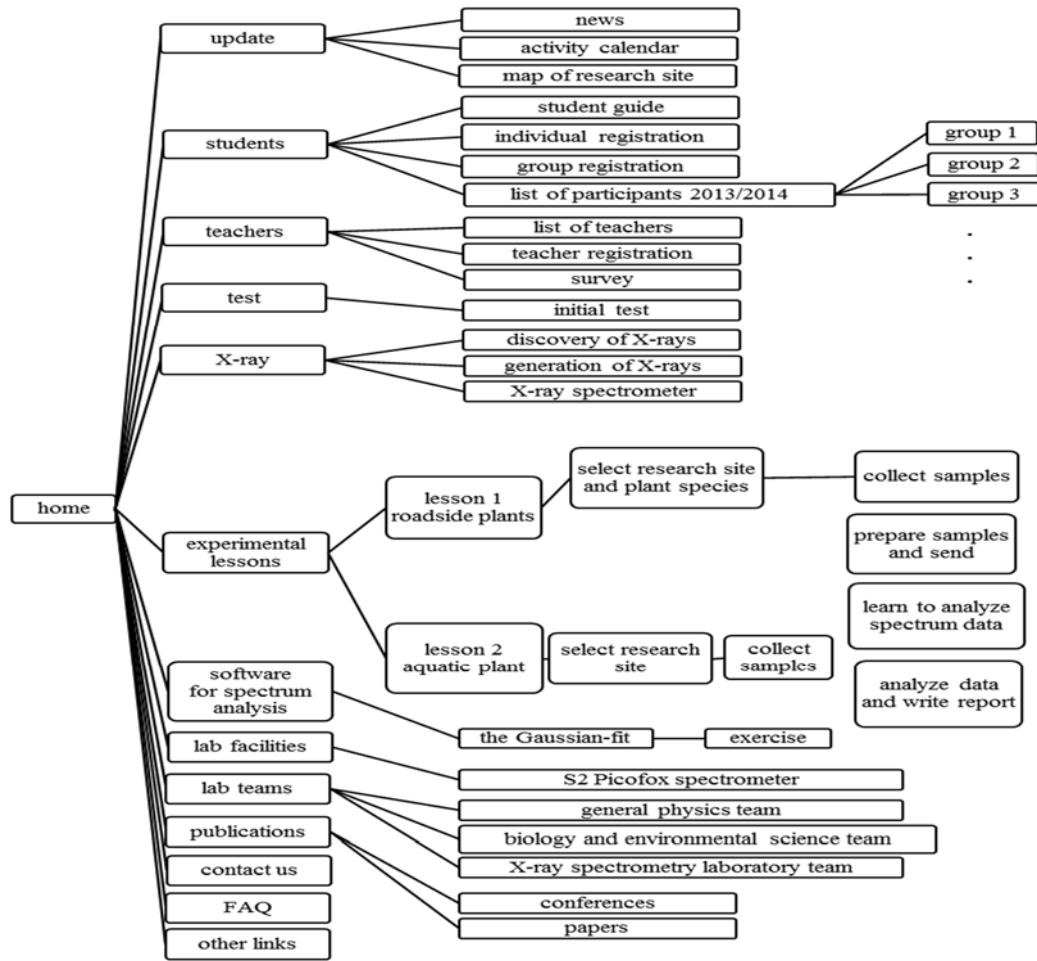 update
news
activity calendar
map of research site
students
student guide
individual registration
group registration
list of participants 2013/2014
group 1
group 2
group 3
.
.
.
teachers
list of teachers
teacher registration
survey
test
initial test
X-ray
discovery of X-rays
generation of X-rays
X-ray spectrometer
home
experimental
lessons
lesson 1
roadside plants
select research site
and plant species
collect samples
prepare samples
and send
learn to analyze
spectrum data
analyze data
and write report
lesson 2
aquatic plant
select research
site
collect
samples
software
for spectrum
analysis
the Gaussian-fit
exercise
lab facilities
S2 Picofox spectrometer
lab teams
general physics team
biology and environmental science team
X-ray spectrometry laboratory team
publications
conferences
papers
contact us
FAQ
other links